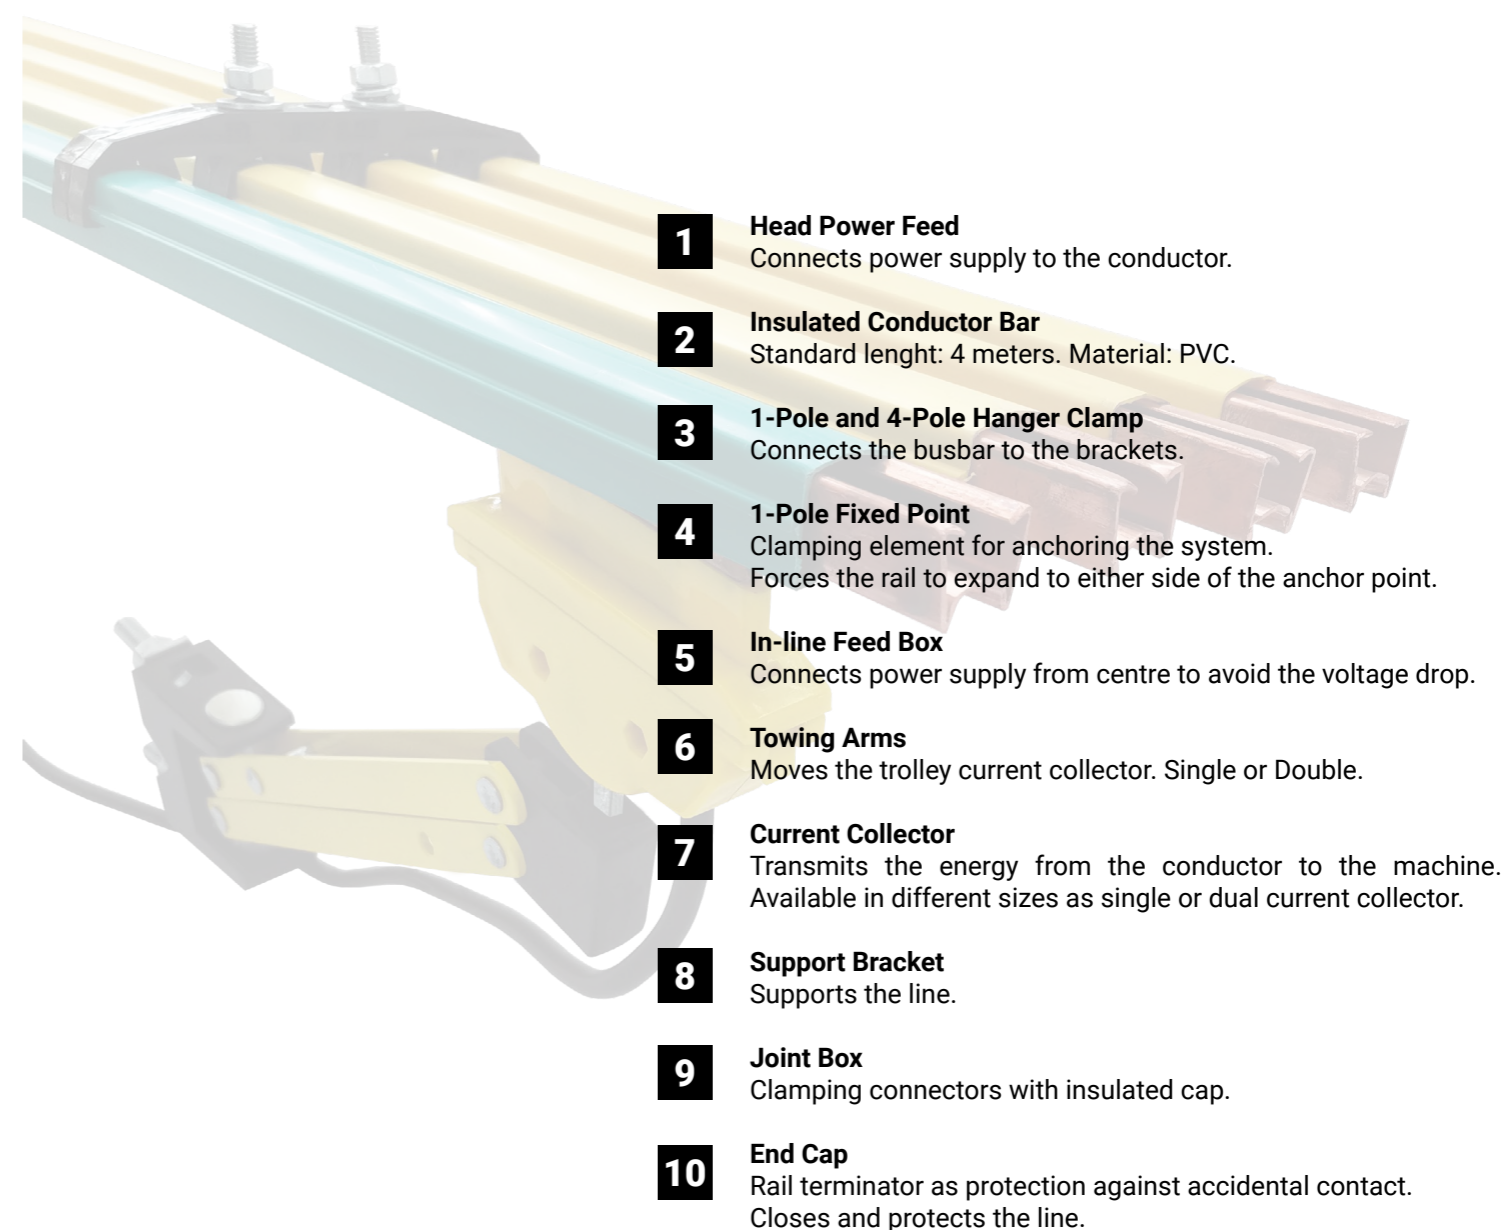 1
Head Power Feed
Connects power supply to the conductor.
2
Insulated Conductor Bar
Standard lenght: 4 meters. Material: PVC.
3
1-Pole and 4-Pole Hanger Clamp
Connects the busbar to the brackets.
4
1-Pole Fixed Point
Clamping element for anchoring the system.
Forces the rail to expand to either side of the anchor point.
5
In-line Feed Box
Connects power supply from centre to avoid the voltage drop.
6
Towing Arms
Moves the trolley current collector. Single or Double.
7
Current Collector
Transmits the energy from the conductor to the machine.
Available in different sizes as single or dual current collector.
8
Support Bracket
Supports the line.
9
Joint Box
Clamping connectors with insulated cap.
10
End Cap
Rail terminator as protection against accidental contact.
Closes and protects the line.